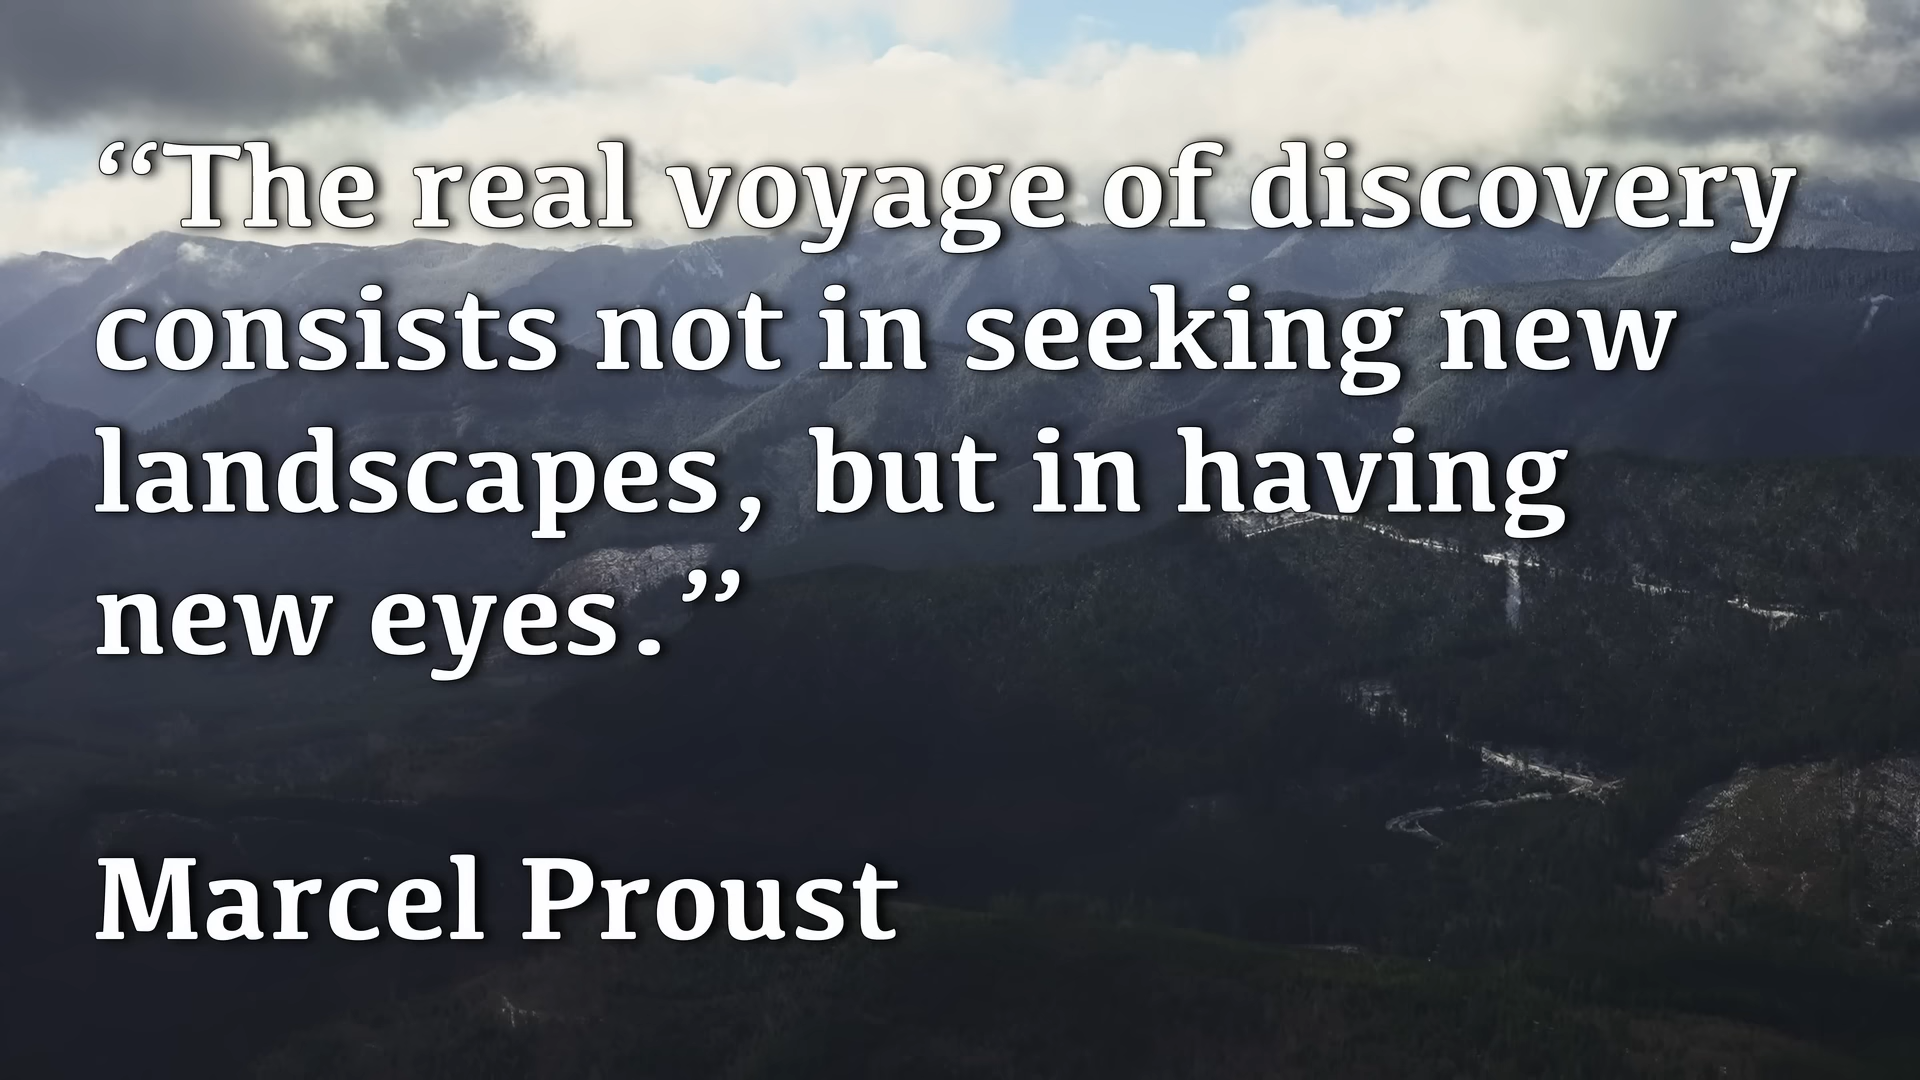 “The real voyage of discovery
consists not in seeking new
landscapes, but in having
new eyes.”
Marcel Proust